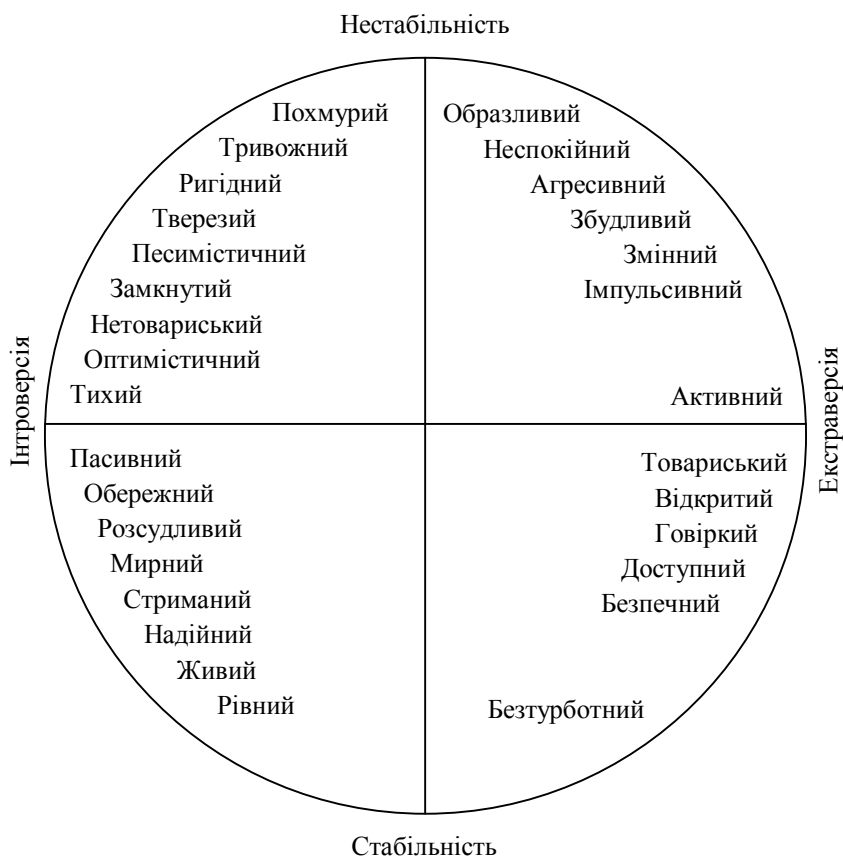 Нестабільність
Похмурий
Тривожний
Ригідний
Тверезий
Песимістичний
Замкнутий
Нетовариський
Оптимістичний
Тихий
Образливий
Неспокійний
Агресивний
Збудливий
Змінний
Імпульсивний
Активний
Інтроверсія
Екстраверсія
Пасивний
Обережний
Розсудливий
Мирний
Стриманий
Надійний
Живий
Рівний
Товариський
Відкритий
Говіркий
Доступний
Безпечний
Безтурботний
Стабільність